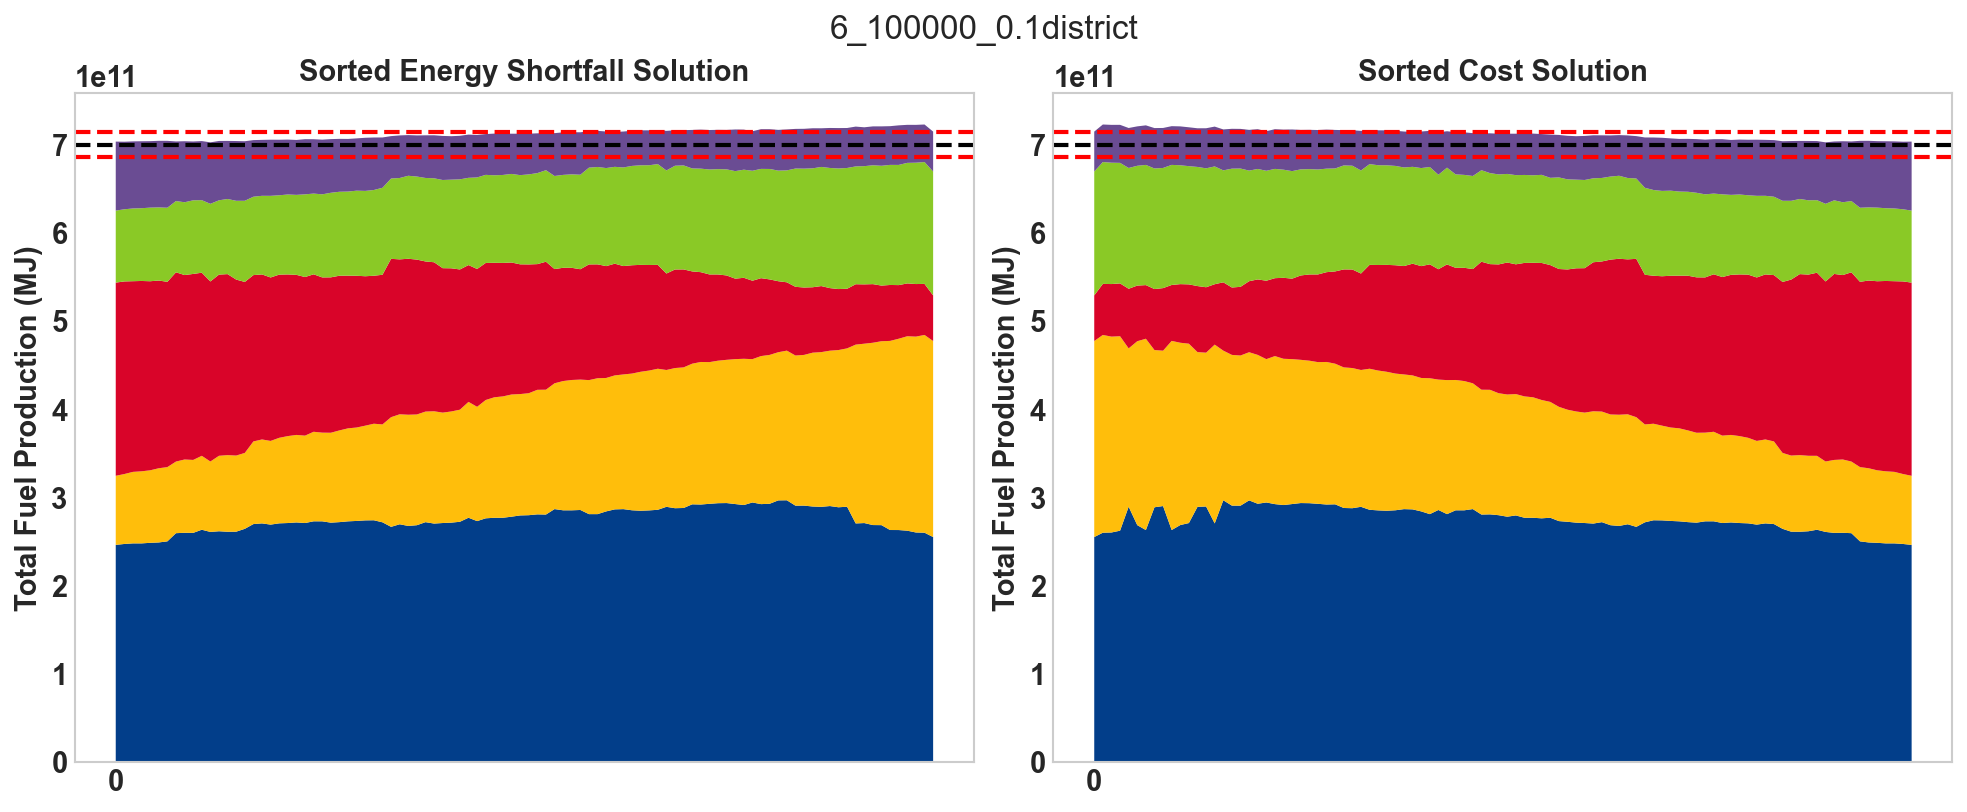 6_100000_0.1district
Sorted Energy Shortfall Solution
1e11
Total Fuel Production (MJ)
7
6
5
4
3
2
1
0
0
Sorted Cost Solution
1e11
Total Fuel Production (MJ)
7
6
5
4
3
2
1
0
0